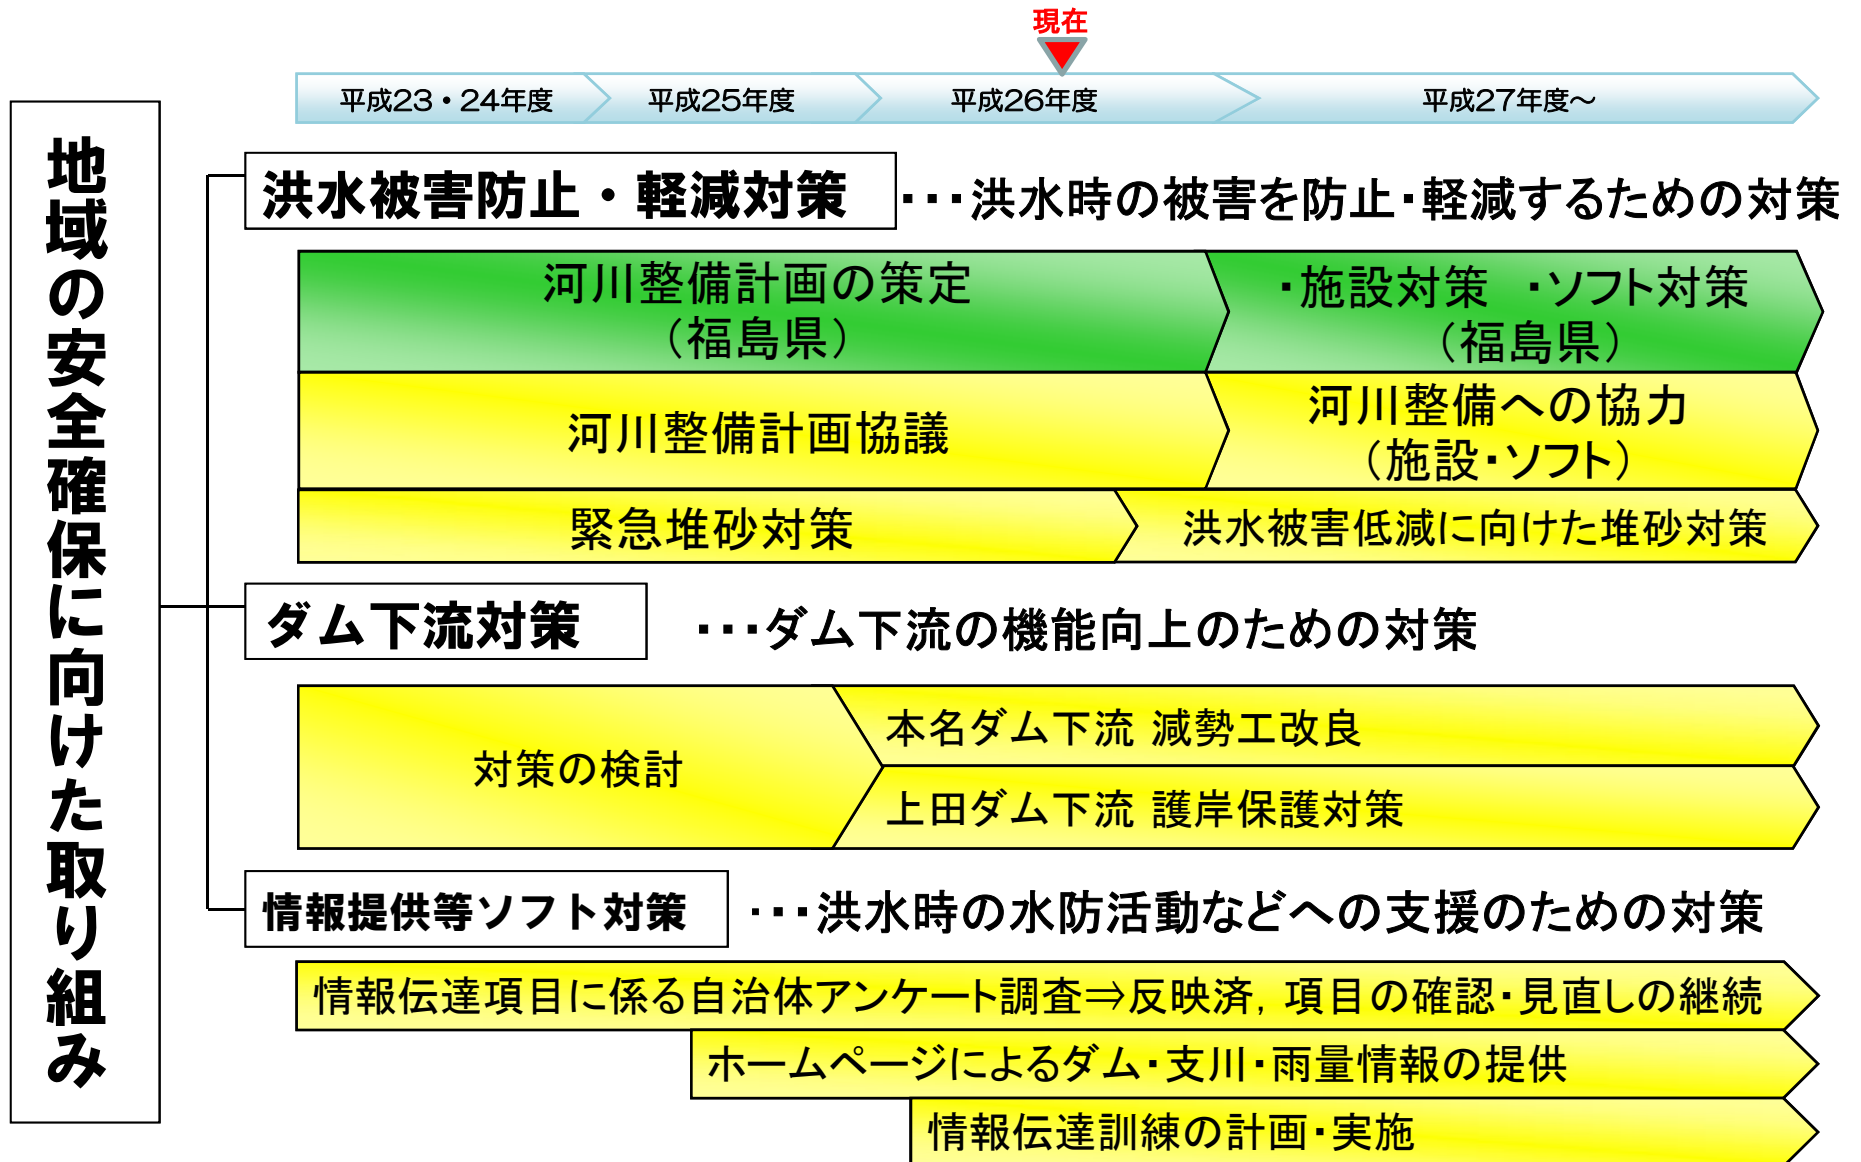 現在
平成23・24年度
平成25年度
平成26年度
平成27年度～
地域の安全確保に向けた取り組み
洪水被害防止・軽減対策
・・・洪水時の被害を防止・軽減するための対策
河川整備計画の策定
（福島県）
・施設対策　・ソフト対策
（福島県）
河川整備計画協議
河川整備への協力
（施設・ソフト）
緊急堆砂対策
洪水被害低減に向けた堆砂対策
ダム下流対策
・・・ダム下流の機能向上のための対策
対策の検討
本名ダム下流 減勢工改良
上田ダム下流 護岸保護対策
情報提供等ソフト対策
・・・洪水時の水防活動などへの支援のための対策
情報伝達項目に係る自治体アンケート調査⇒反映済，項目の確認・見直しの継続
ホームページによるダム・支川・雨量情報の提供
情報伝達訓練の計画・実施